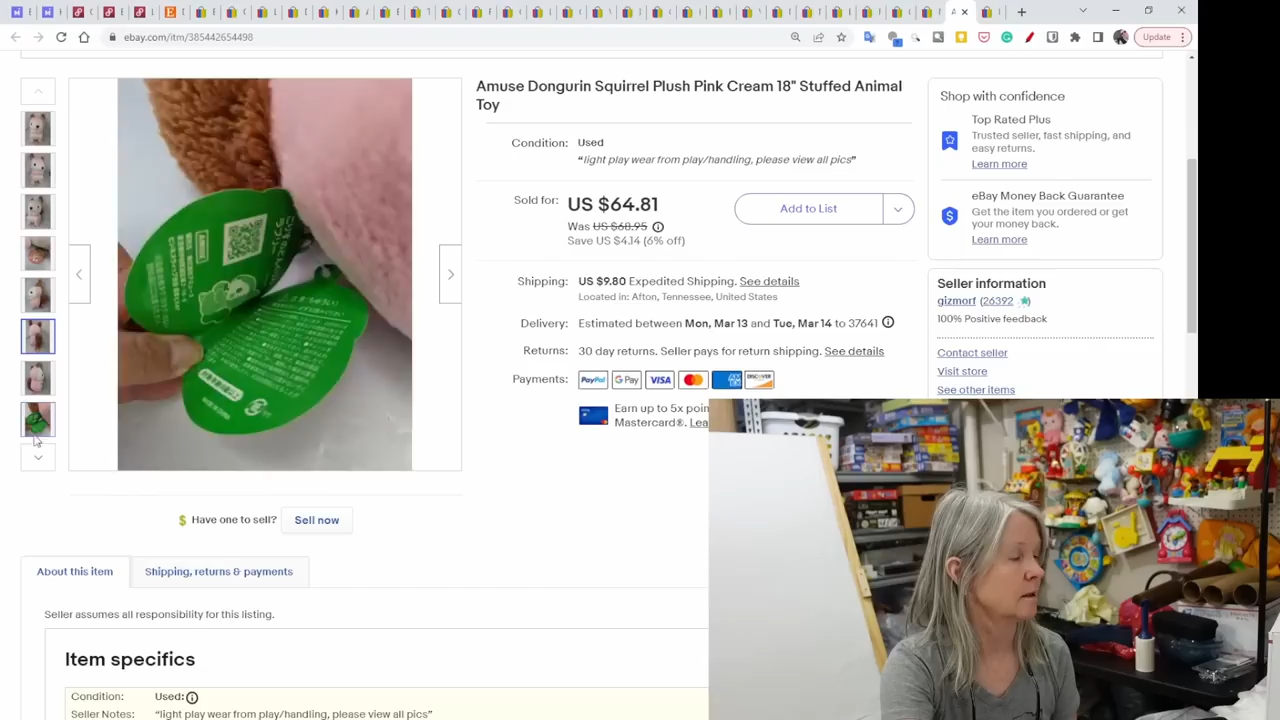 ebay.com/itm/385442654498
Update
Amuse Dongurin Squirrel Plush Pink Cream 18" Stuffed Animal
Toy
Condition: Used
"light play wear from play/handling, please view all pics"
Sold for: US $64.81
Was US $68.95
Save US $4.14 (6% off)
Add to List
Shipping: US $9.80 Expedited Shipping. See details
Located in: Afton, Tennessee, United States
Delivery: Estimated between Mon, Mar 13 and Tue, Mar 14 to 37641
Returns: 30 day returns. Seller pays for return shipping. See details
Payments: PayPal G Pay VISA DISCOVER
Earn up to 5x poin
Mastercard®. Lea
Shop with confidence
Top Rated Plus
Trusted seller, fast shipping, and
easy returns.
Learn more
eBay Money Back Guarantee
Get the item you ordered or get
your money back.
Learn more
Seller information
gizmorf (26392)
100% Positive feedback
Contact seller
Visit store
See other items
Have one to sell? Sell now
About this item
Shipping, returns & payments
Seller assumes all responsibility for this listing.
Item specifics
Condition: Used:
Seller Notes: "light play wear from play/handling, please view all pics"